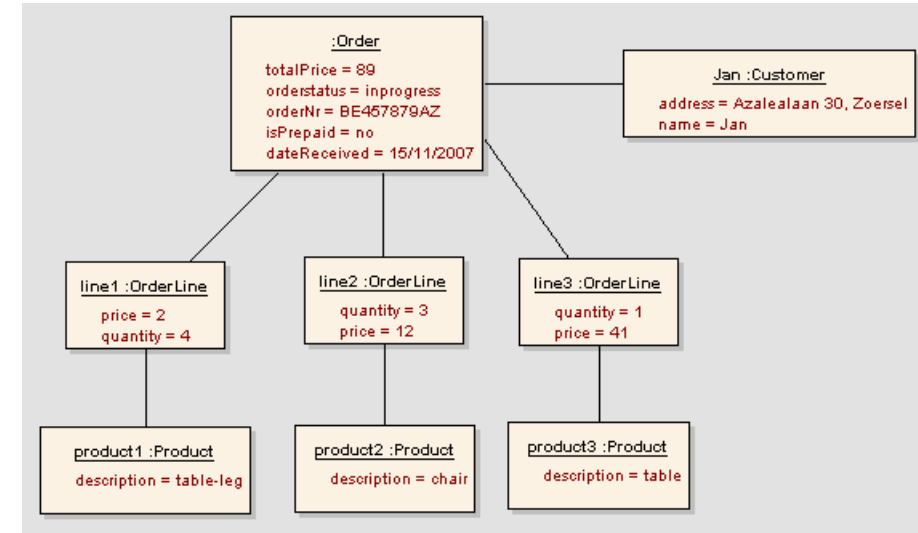 :Order
totalPrice = 89
orderstatus = inprogress
orderNr = BE457879AZ
isPrepaid = no
dateReceived = 15/11/2007
Jan :Customer
address = Azalealaan 30, Zoersel
name = Jan
line1 :OrderLine
price = 2
quantity = 4
line2 :OrderLine
quantity = 3
price = 12
line3 :OrderLine
quantity = 1
price = 41
product1 :Product
description = table-leg
product2 :Product
description = chair
product3 :Product
description = table